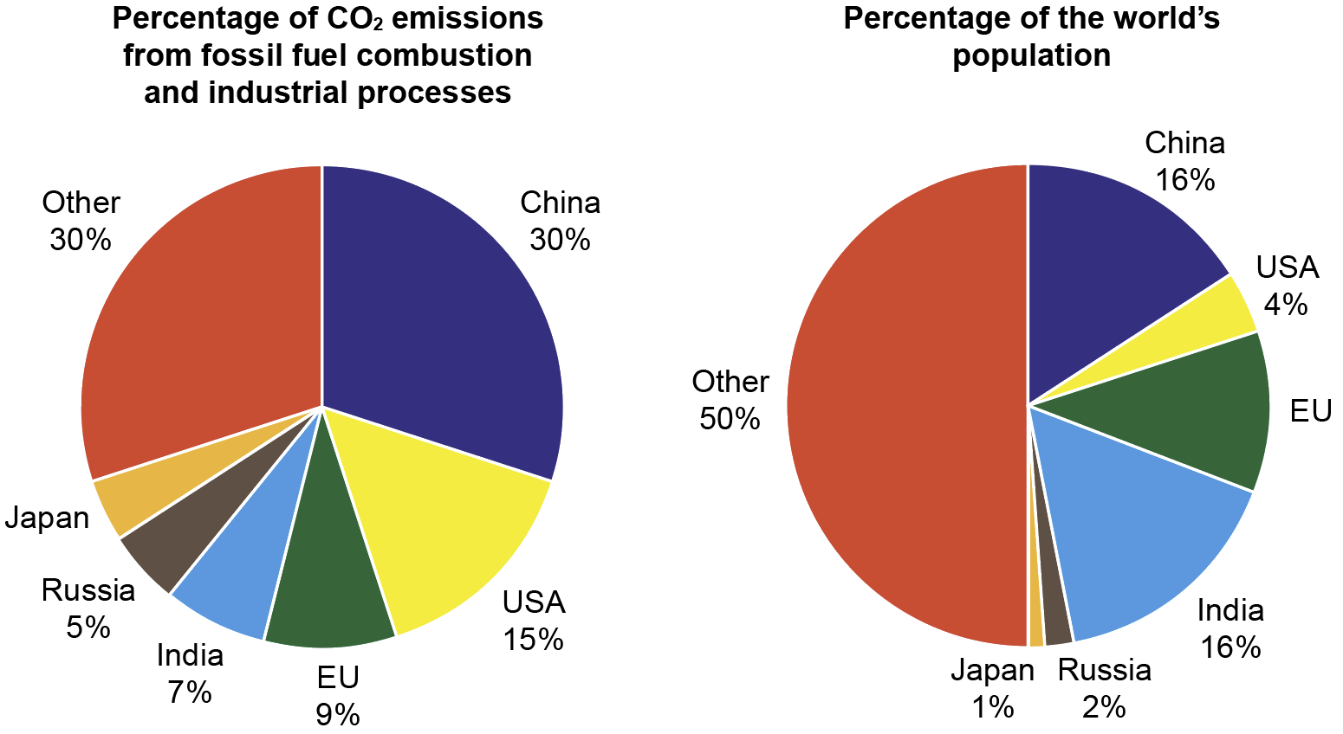 Percentage of CO₂ emissions
from fossil fuel combustion
and industrial processes
Other
30%
China
30%
Japan
Russia
5%
India
7%
EU
9%
USA
15%
Percentage of the world’s
population
China
16%
USA
4%
Other
50%
EU
India
16%
Japan
1%
Russia
2%